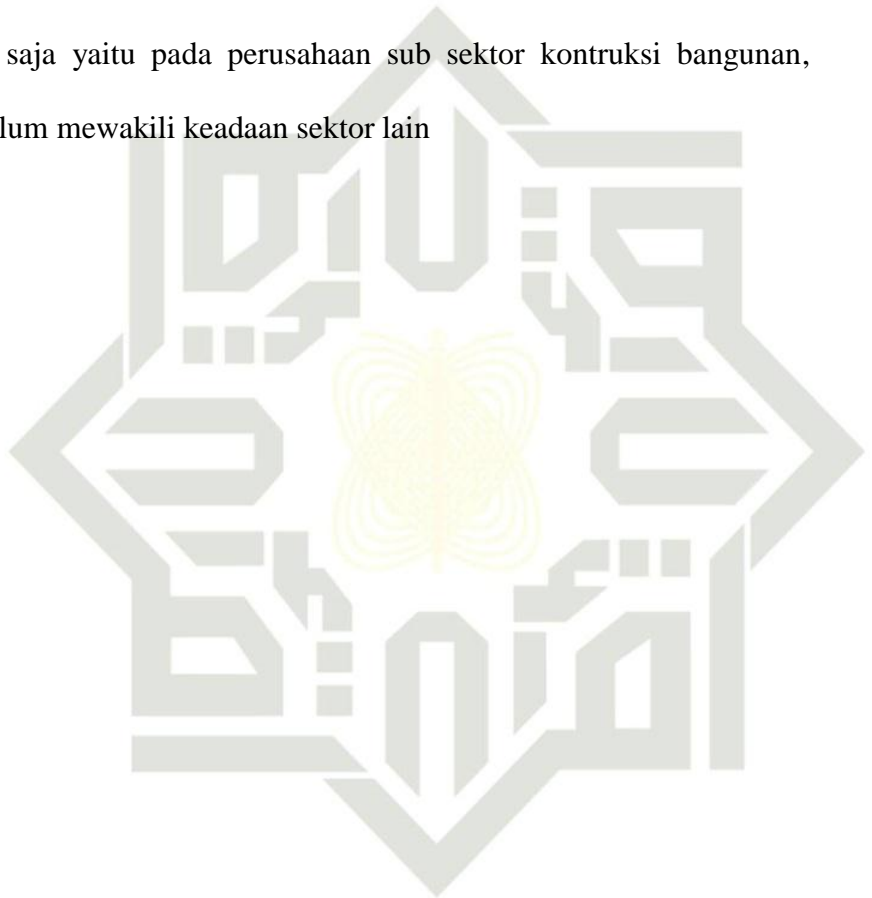 saja yaitu pada perusahaan sub sektor kontruksi bangunan,
lum mewakili keadaan sektor lain